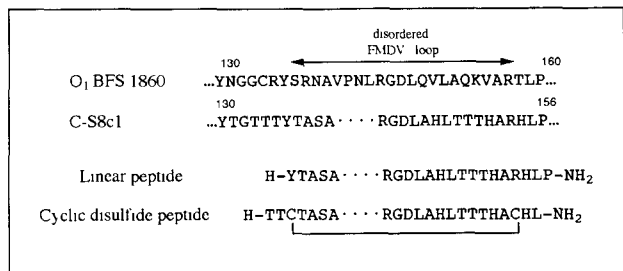 disordered
FMDV loop
130 160
O1 BFS 1860 ...YNGGCRYSRNAVPNLRGDLQVLAQKVARTLP...
130 156
C-S8c1 ...YTGTTTYTASA····RGDLAHLTTTHARHLP...
Linear peptide H-YTASA····RGDLAHLTTTHARHLP-NH2
Cyclic disulfide peptide H-TTCTASA····RGDLAHLTTTHACHL-NH2